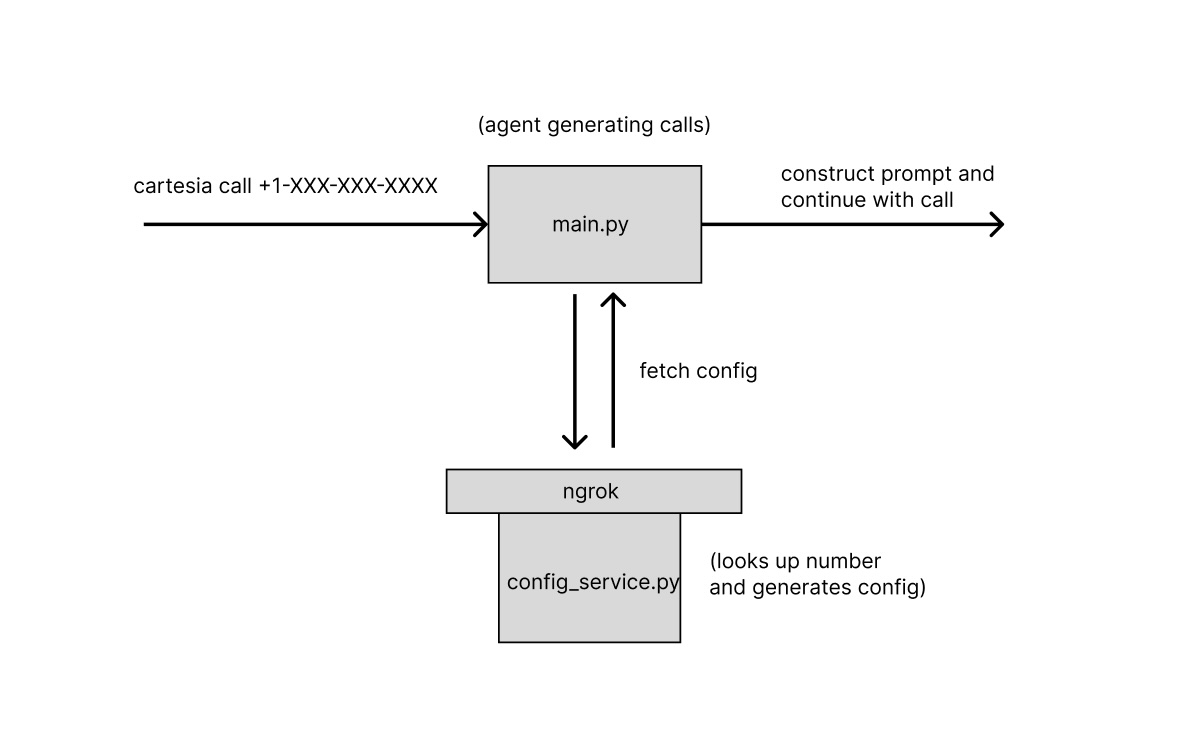 (agent generating calls)
cartesia call +1-XXX-XXX-XXXX
main.py
construct prompt and
continue with call
fetch config
ngrok
config_service.py
(looks up number
and generates config)